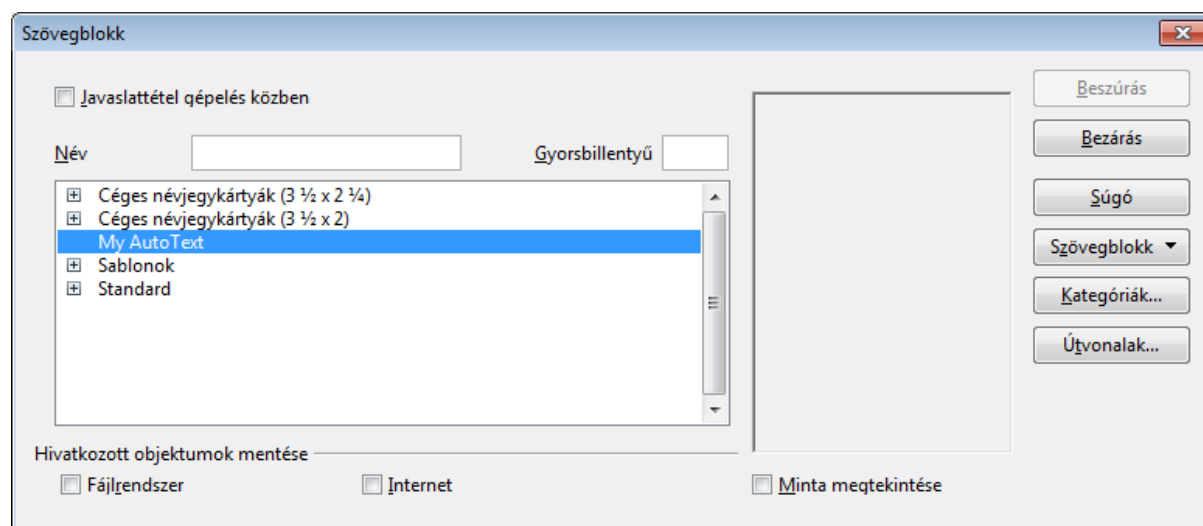 Szövegblokk
Javaslattétel gépelés közben
Név
Gyorsbillentyű
Céges névjegykártyák (3 ½ x 2 ¼)
Céges névjegykártyák (3 ½ x 2)
My AutoText
Sablonok
Standard
Hivatkozott objektumok mentése
Fájlrendszer
Internet
Minta megtekintése
Beszúrás
Bezárás
Súgó
Szövegblokk
Kategóriák...
Útvonalak...